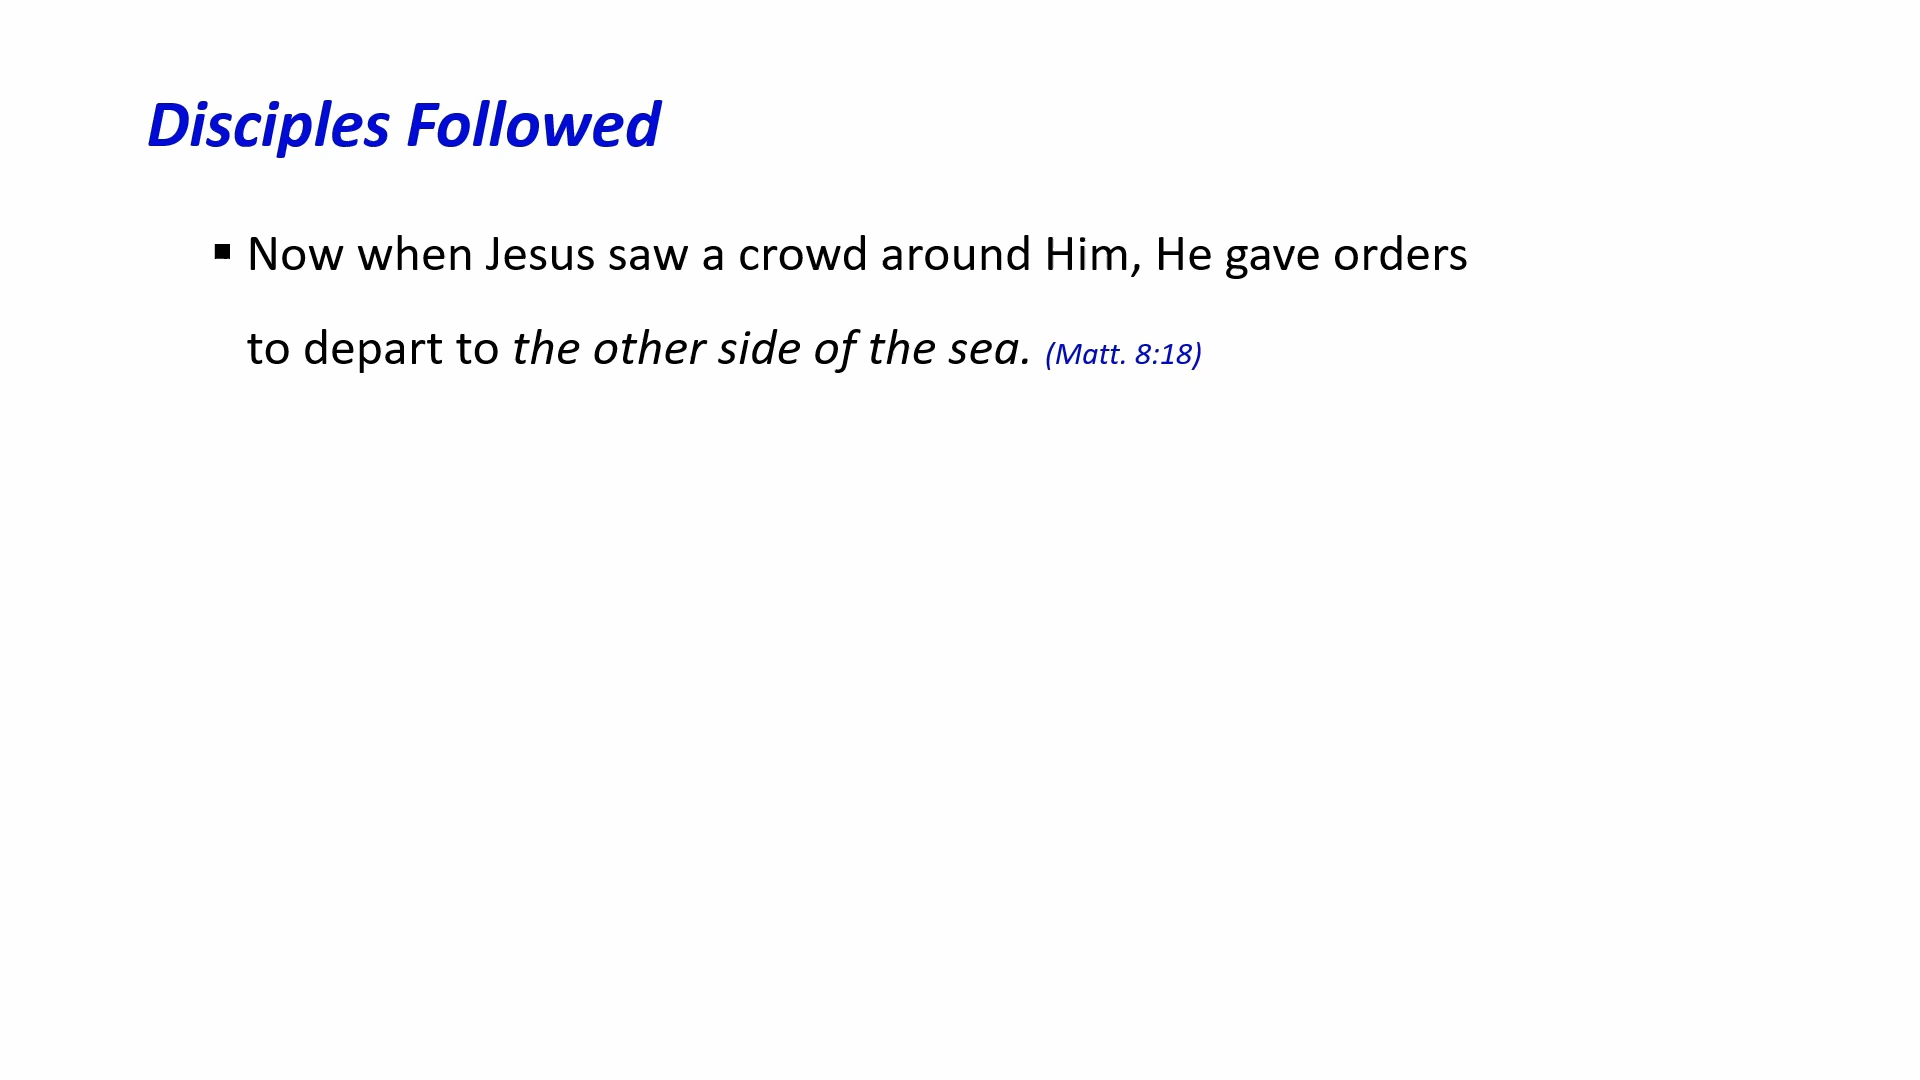 Disciples Followed
▪ Now when Jesus saw a crowd around Him, He gave orders
to depart to the other side of the sea. (Matt. 8:18)